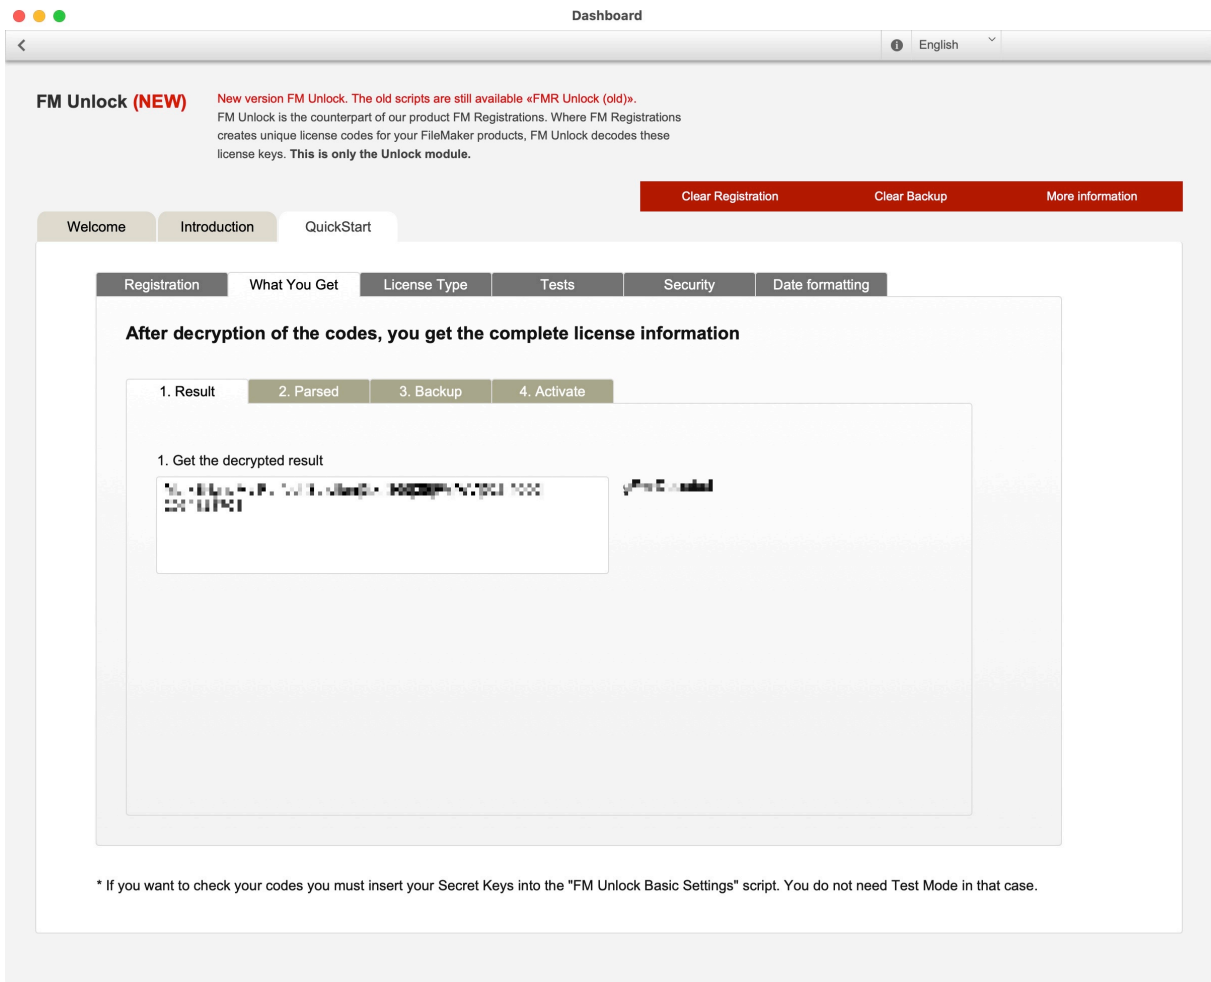 Dashboard
English
FM Unlock (NEW)
New version FM Unlock. The old scripts are still available «FMR Unlock (old)».
FM Unlock is the counterpart of our product FM Registrations. Where FM Registrations
creates unique license codes for your FileMaker products, FM Unlock decodes these
license keys. This is only the Unlock module.
Clear Registration Clear Backup More information
Welcome Introduction QuickStart
Registration What You Get License Type Tests Security Date formatting
After decryption of the codes, you get the complete license information
1. Result 2. Parsed 3. Backup 4. Activate
1. Get the decrypted result
* If you want to check your codes you must insert your Secret Keys into the "FM Unlock Basic Settings" script. You do not need Test Mode in that case.